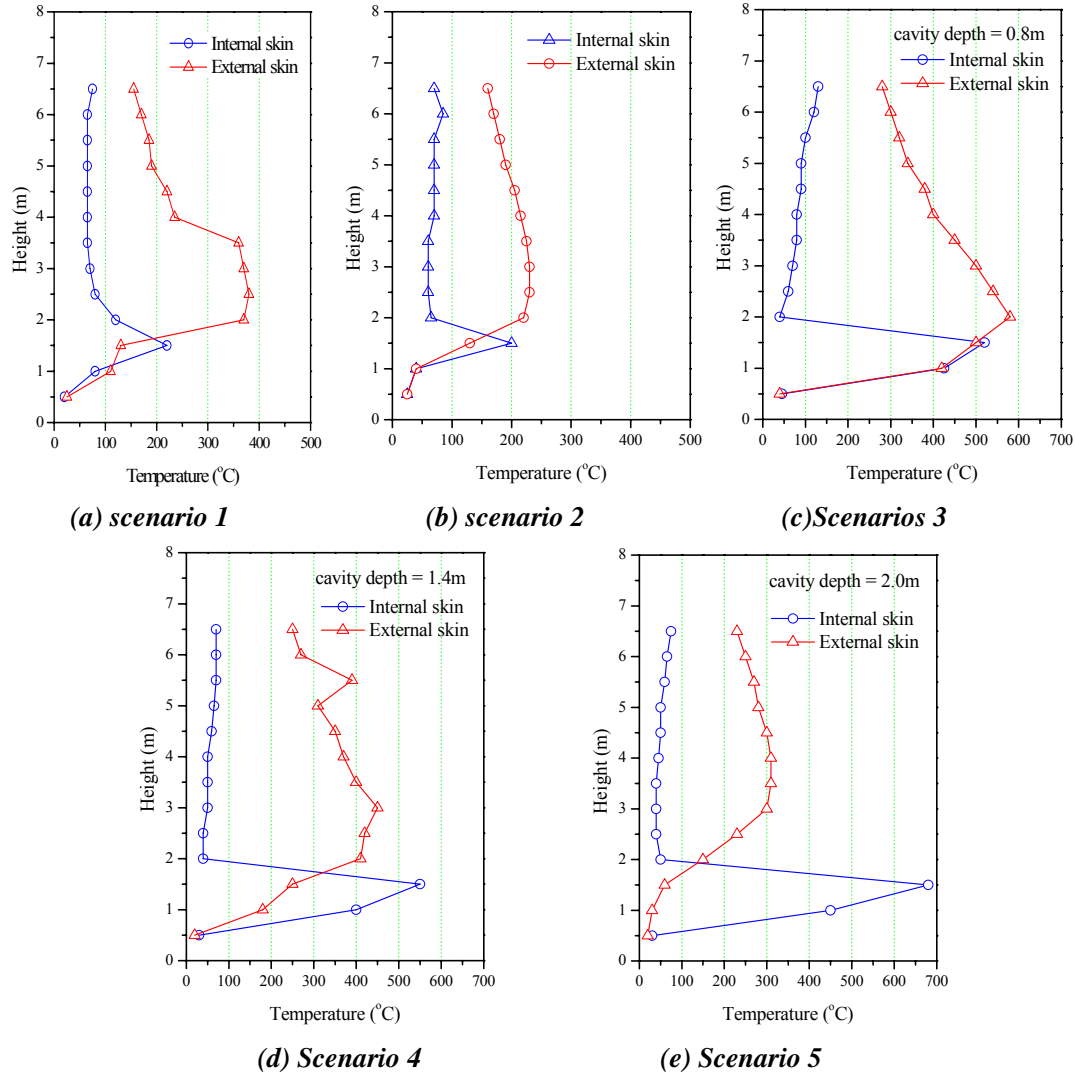 8
7
6
5
4
3
2
1
0
Height (m)
Internal skin
External skin
0 100 200 300 400 500
Temperature (°C)
(a) scenario 1
8
7
6
5
4
3
2
1
0
Height (m)
Internal skin
External skin
0 100 200 300 400 500
Temperature (°C)
(b) scenario 2
8
7
6
5
4
3
2
1
0
Height (m)
cavity depth = 0.8m
Internal skin
External skin
0 100 200 300 400 500 600 700
Temperature (°C)
(c)Scenarios 3
8
7
6
5
4
3
2
1
0
Height (m)
cavity depth = 1.4m
Internal skin
External skin
0 100 200 300 400 500 600 700
Temperature (°C)
(d) Scenario 4
8
7
6
5
4
3
2
1
0
Height (m)
cavity depth = 2.0m
Internal skin
External skin
0 100 200 300 400 500 600 700
Temperature (°C)
(e) Scenario 5